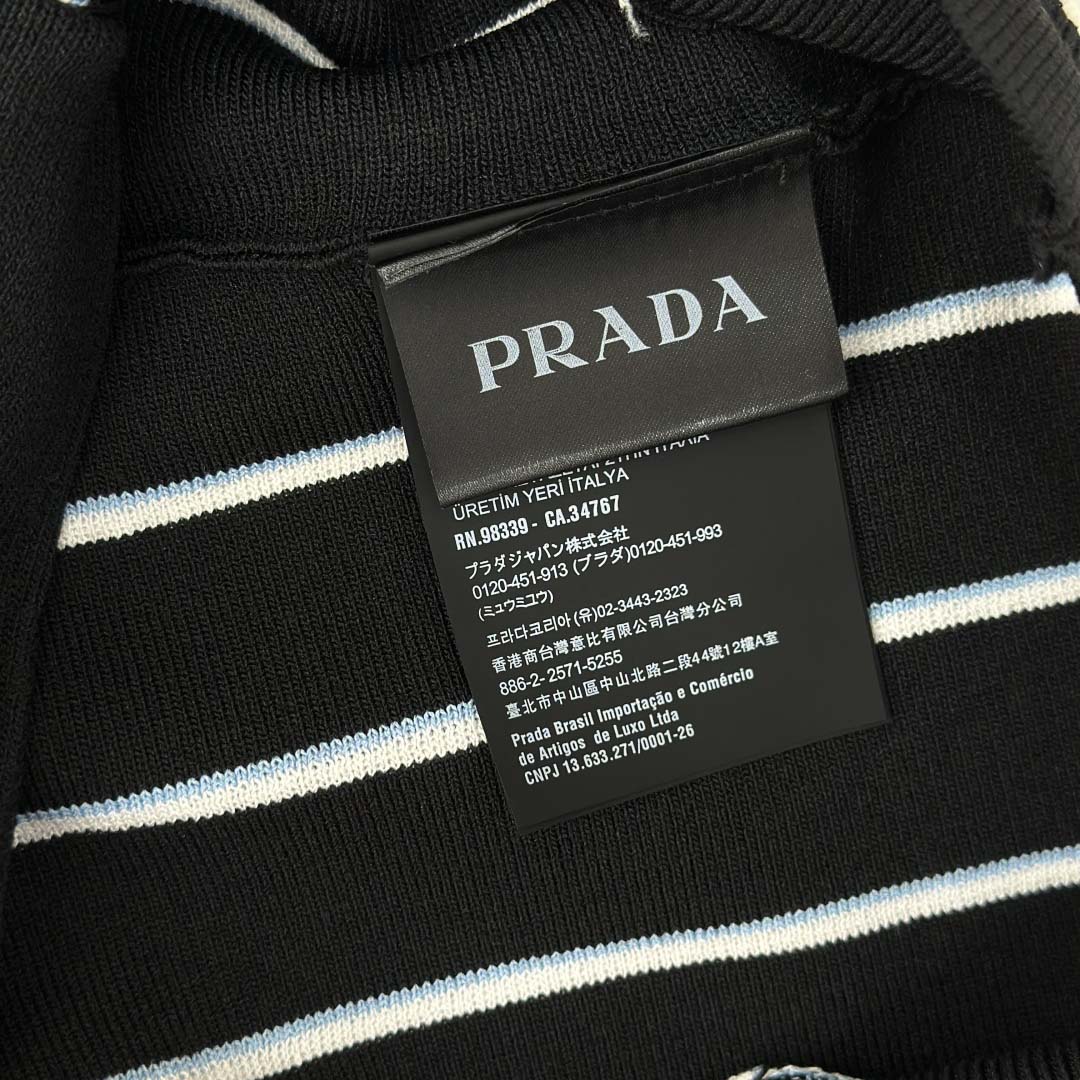 PRADA
ÜRETİM YERİ İTALYA
RN.98339 - CA.34767
プラダジャパン株式会社
0120-451-913 (プラダ)0120-451-993
(ミュウミュウ)
프라다코리아(유)02-3443-2323
香港商台灣意比有限公司台灣分公司
886-2-2571-5255
臺北市中山區中山北路二段44號12樓A室
Prada Brasil Importação e Comércio
de Artigos de Luxo Ltda
CNPJ 13.633.271/0001-26